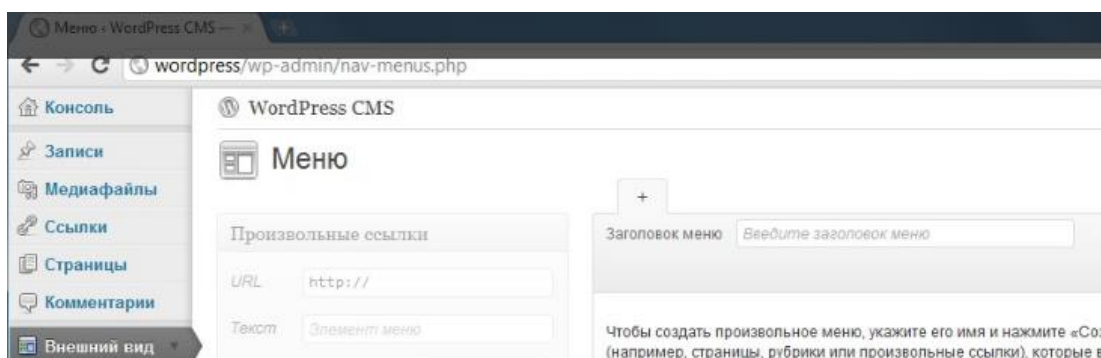 Меню ‹ WordPress CMS —
wordpress/wp-admin/nav-menus.php
Консоль
WordPress CMS
Записи
Меню
Медиафайлы
+
Ссылки
Произвольные ссылки
Заголовок меню Введите заголовок меню
Страницы
URL http://
Комментарии
Текст Элемент меню
Чтобы создать произвольное меню, укажите его имя и нажмите «Со
Внешний вид
(например, страницы, рубрики или произвольные ссылки), которые в